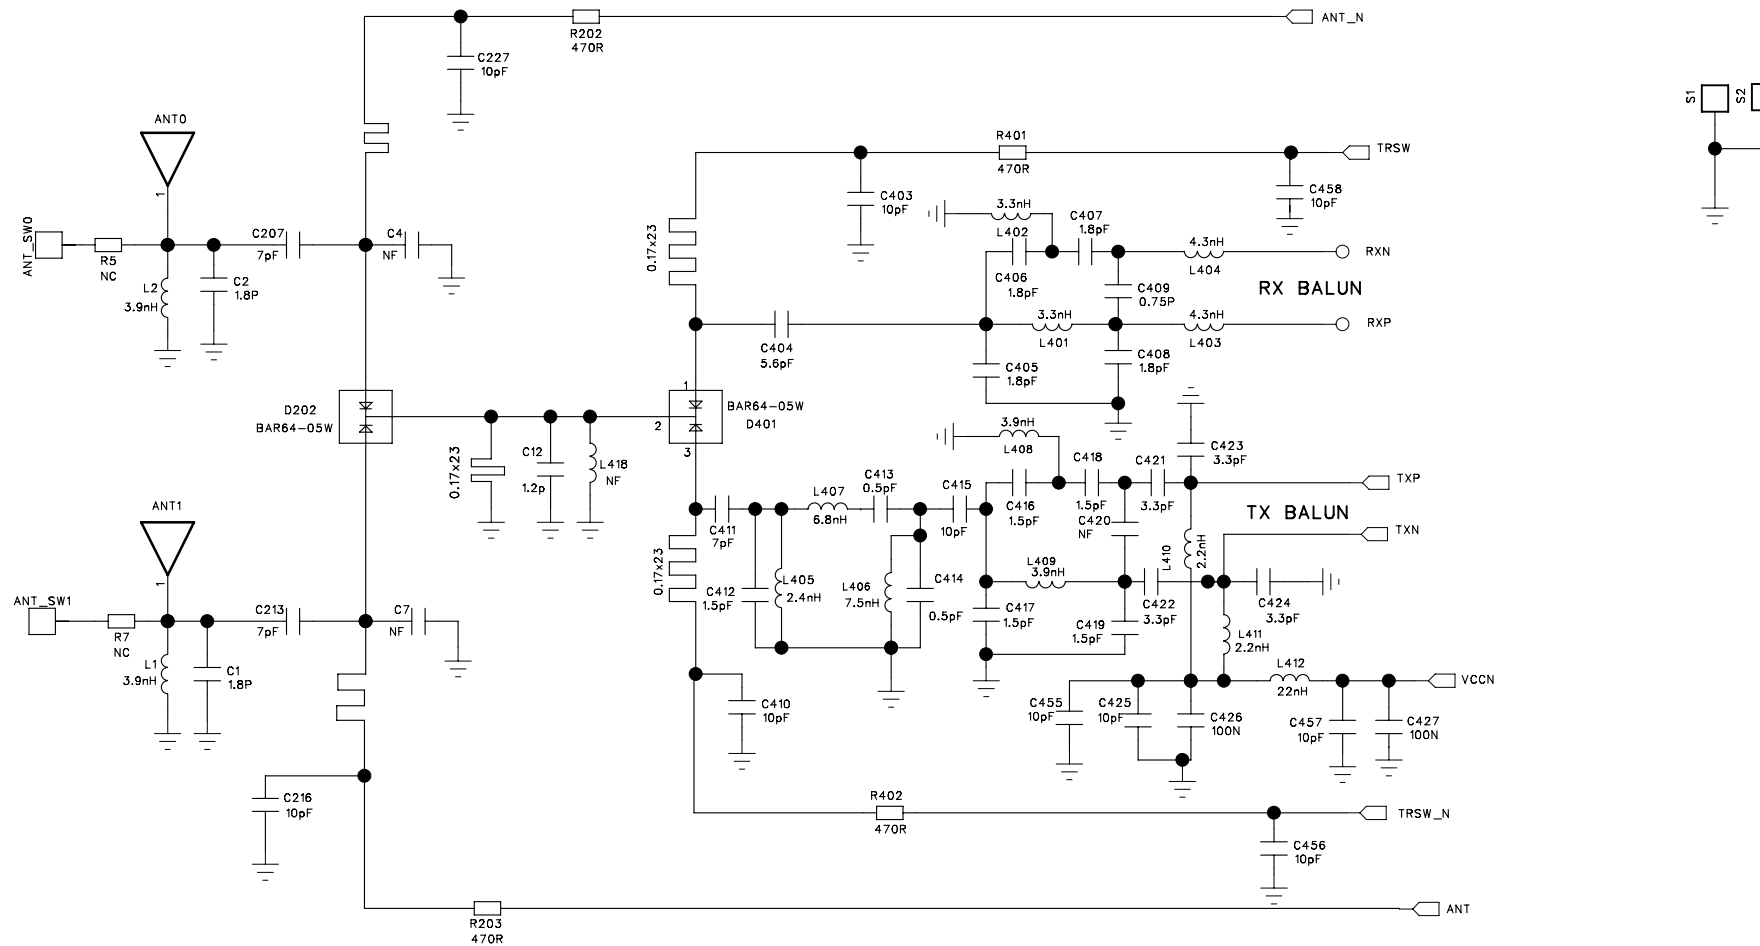 ANT_N
R202
470R
C227
10pF
S1
S2
ANT0
1
R401
470R
TRSW
C403
10pF
C458
10pF
3.3nH
L402
C407
1.8pF
ANT_SW0
R5
NC
C207
7pF
C4
NF
0.17x23
4.3nH
L404
RXN
L2
3.9nH
C2
1.8P
C406
1.8pF
C409
0.75P
RX BALUN
3.3nH
L401
4.3nH
L403
RXP
C404
5.6pF
C405
1.8pF
C408
1.8pF
D202
BAR64-05W
1
2
3
BAR64-05W
D401
0.17x23
C12
1.2p
L418
NF
3.9nH
L408
C418
1.5pF
C421
3.3pF
C423
3.3pF
TXP
C413
0.5pF
C415
10pF
L407
6.8nH
C416
1.5pF
C420
NF
TX BALUN
TXN
ANT1
1
C411
7pF
0.17x23
L410
2.2nH
C412
1.5pF
L405
2.4nH
L406
7.5nH
C414
0.5pF
L409
3.9nH
C417
1.5pF
C419
1.5pF
C422
3.3pF
C424
3.3pF
ANT_SW1
R7
NC
C213
7pF
C7
NF
L411
2.2nH
L1
3.9nH
C1
1.8P
L412
22nH
VCCN
C410
10pF
C455
10pF
C425
10pF
C426
100N
C457
10pF
C427
100N
C216
10pF
R402
470R
TRSW_N
C456
10pF
R203
470R
ANT